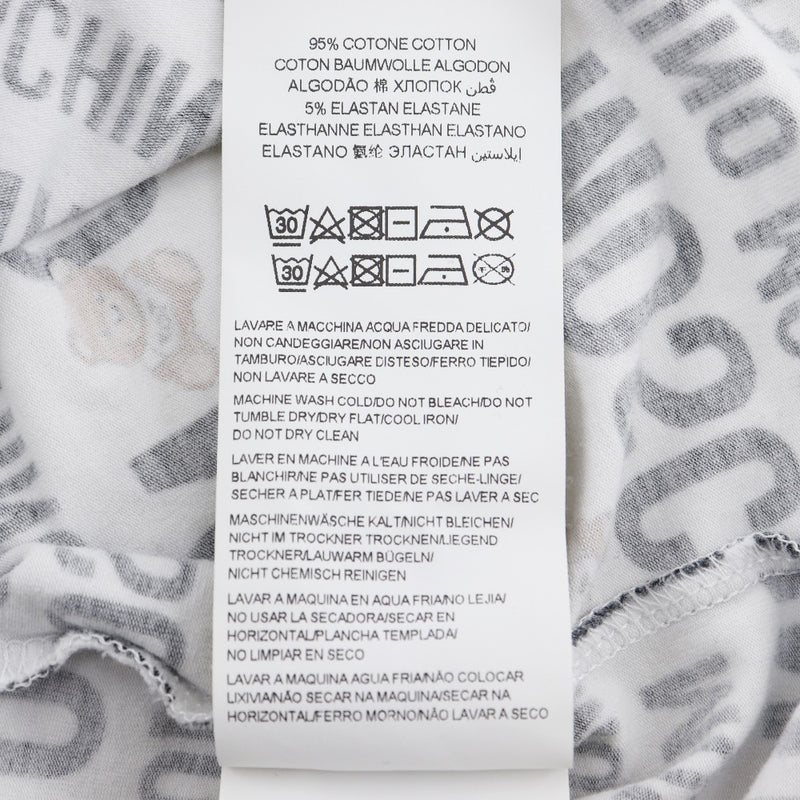 95% COTONE COTTON
COTON BAUMWOLLE ALGODON
ALGODÃO 棉 ХЛОПОК قُطن
5% ELASTAN ELASTANE
ELASTHANNE ELASTHAN ELASTANO
ELASTANO 氨纶 ЭЛАСТАН إيلاستين
30
30
干洗
LAVARE A MACCHINA ACQUA FREDDA DELICATO/
NON CANDEGGIARE/NON ASCIUGARE IN
TAMBURO/ASCIUGARE DISTESO/FERRO TIEPIDO/
NON LAVARE A SECCO
MACHINE WASH COLD/DO NOT BLEACH/DO NOT
TUMBLE DRY/DRY FLAT/COOL IRON/
DO NOT DRY CLEAN
LAVER EN MACHINE A L'EAU FROIDE/NE PAS
BLANCHIR/NE PAS UTILISER DE SECHE-LINGE/
SECHER A PLAT/FER TIEDE/NE PAS LAVER A SEC
MASCHINENWÄSCHE KALT/NICHT BLEICHEN/
NICHT IM TROCKNER TROCKNEN/LIEGEND
TROCKNER/LAUWARM BÜGELN/
NICHT CHEMISCH REINIGEN
LAVAR A MAQUINA EN AQUA FRIA/NO LEJIA/
NO USAR LA SECADORA/SECAR EN
HORIZONTAL/PLANCHA TEMPLADA/
NO LIMPIAR EN SECO
LAVAR A MAQUINA AGUA FRIA/NÃO COLOCAR
LIXIVIA/NÃO SECAR NA MAQUINA/SECAR NA
HORIZONTAL/FERRO MORNO/NÃO LAVAR A SECO